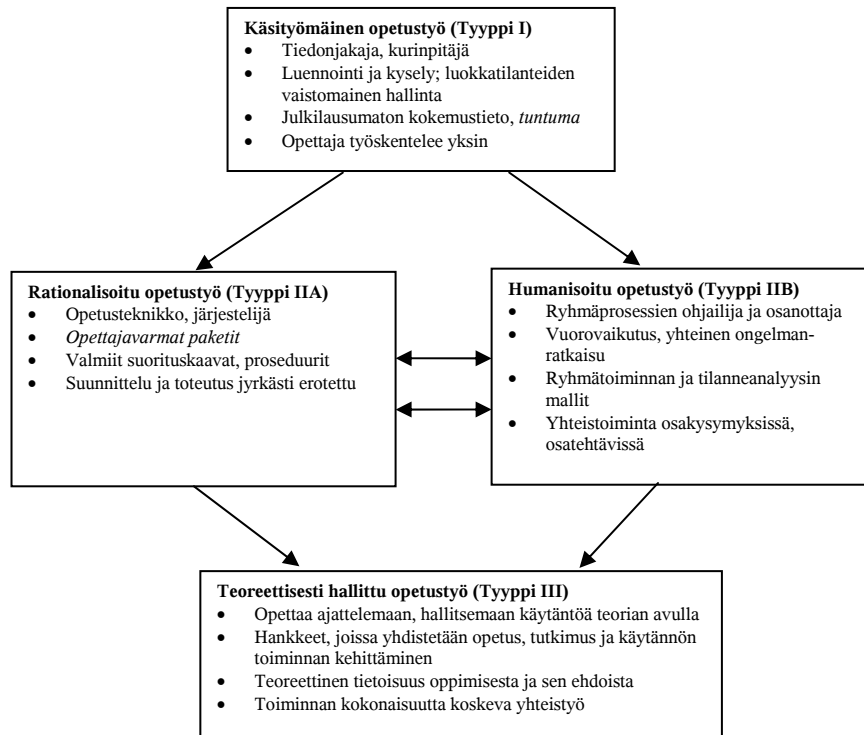 Käsityömäinen opetustyö (Tyyppi I)
• Tiedonjakaja, kurinpitäjä
• Luennointi ja kysely; luokkatilanteiden
vaistomainen hallinta
• Julkilausumaton kokemustieto, tuntuma
• Opettaja työskentelee yksin
Rationalisoitu opetustyö (Tyyppi IIA)
• Opetusteknikko, järjestelijä
• Opettajavarmat paketit
• Valmiit suorituskaavat, proseduurit
• Suunnittelu ja toteutus jyrkästi erotettu
Humanisoitu opetustyö (Tyyppi IIB)
• Ryhmäprosessien ohjailija ja osanottaja
• Vuorovaikutus, yhteinen ongelman-
ratkaisu
• Ryhmätoiminnan ja tilanneanalyysin
mallit
• Yhteistoiminta osakysymyksissä,
osatehtävissä
Teoreettisesti hallittu opetustyö (Tyyppi III)
• Opettaa ajattelemaan, hallitsemaan käytäntöä teorian avulla
• Hankkeet, joissa yhdistetään opetus, tutkimus ja käytännön
toiminnan kehittäminen
• Teoreettinen tietoisuus oppimisesta ja sen ehdoista
• Toiminnan kokonaisuutta koskeva yhteistyö